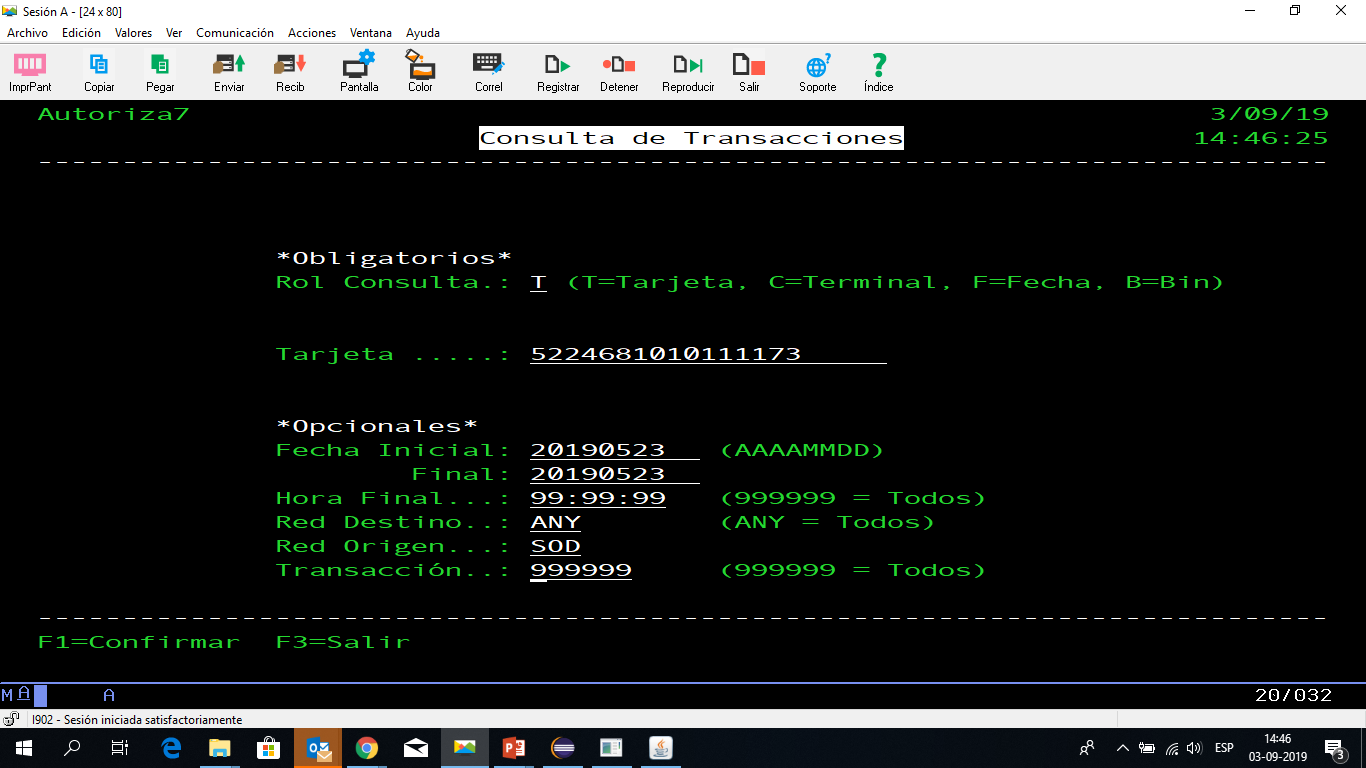 Sesión A - [24 x 80]
Archivo Edición Valores Ver Comunicación Acciones Ventana Ayuda
ImprPant Copiar Pegar Enviar Recib Pantalla Color Correl Registrar Detener Reproducir Salir Soporte Índice
Autoriza7 3/09/19
Consulta de Transacciones 14:46:25
*Obligatorios*
Rol Consulta.: T (T=Tarjeta, C=Terminal, F=Fecha, B=Bin)
Tarjeta .....: 5224681010111173
*Opcionales*
Fecha Inicial: 20190523 (AAAAMMDD)
Final: 20190523
Hora Final...: 99:99:99 (999999 = Todos)
Red Destino..: ANY (ANY = Todos)
Red Origen...: SOD
Transacción..: 999999 (999999 = Todos)
F1=Confirmar F3=Salir
MA A 20/032
I902 - Sesión iniciada satisfactoriamente
ESP 14:46
03-09-2019 3